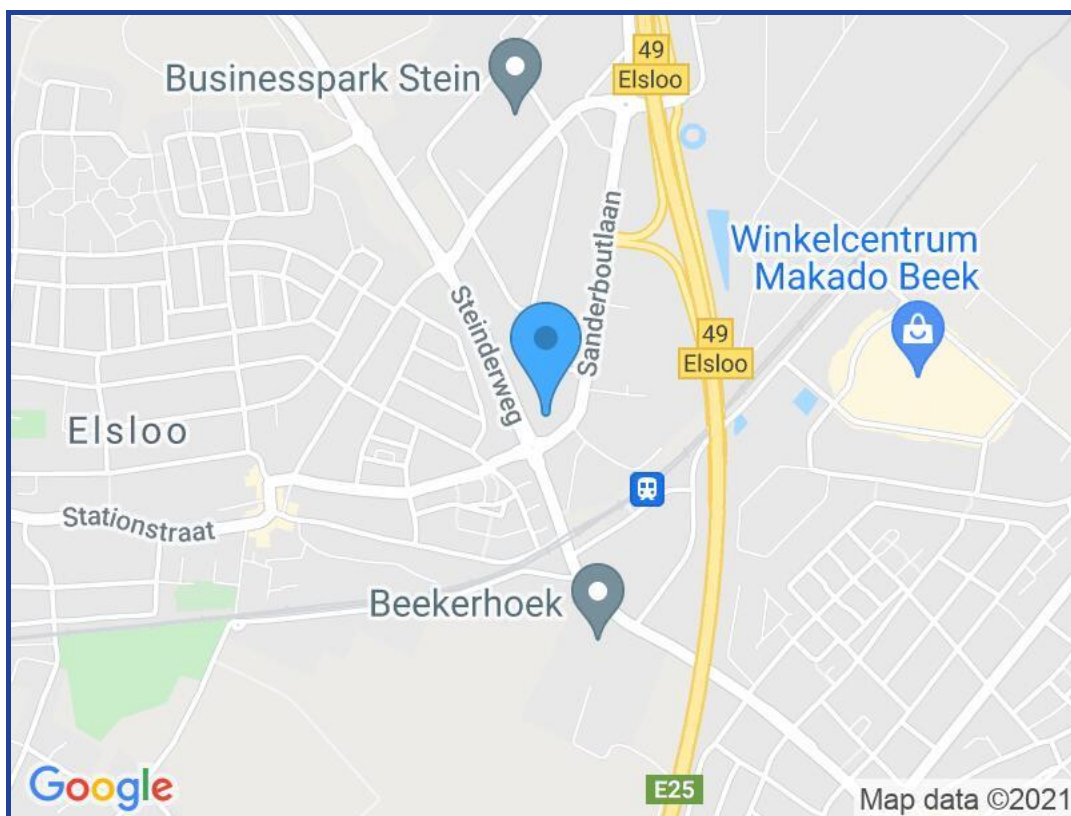 Businesspark Stein
49
Elsloo
Sanderboutlaan
Winkelcentrum
Makado Beek
Steinderweg
49
Elsloo
Elsloo
Stationstraat
Beekerhoek
Google
E25
Map data ©2021